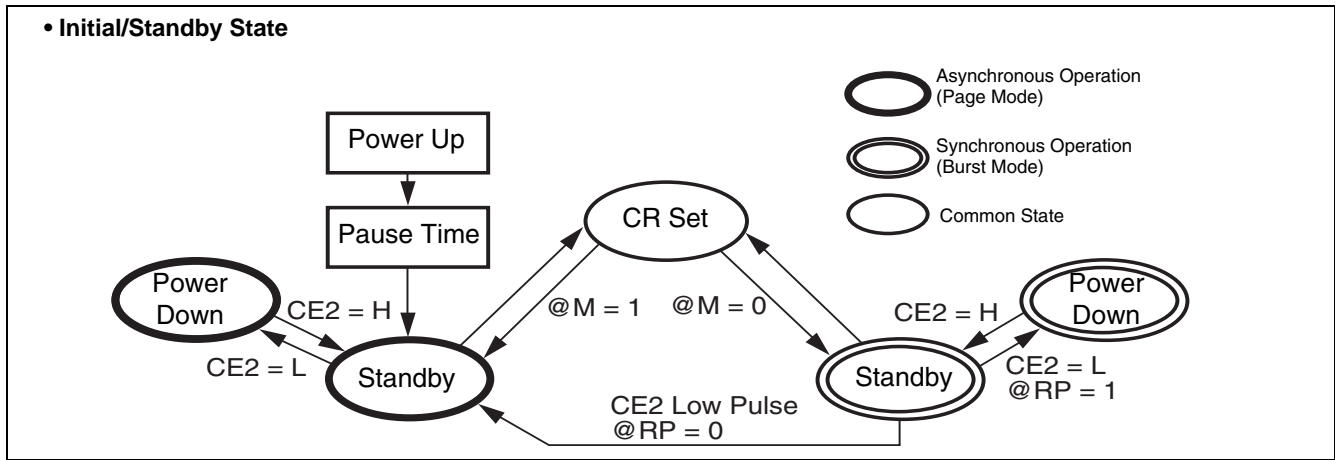 • Initial/Standby State
Asynchronous Operation
(Page Mode)
Power Up
Synchronous Operation
(Burst Mode)
CR Set
Common State
Pause Time
Power
Down
CE2 = H
@M = 1
@M = 0
CE2 = H
Power
Down
CE2 = L
Standby
Standby
CE2 = L
@RP = 1
CE2 Low Pulse
@RP = 0